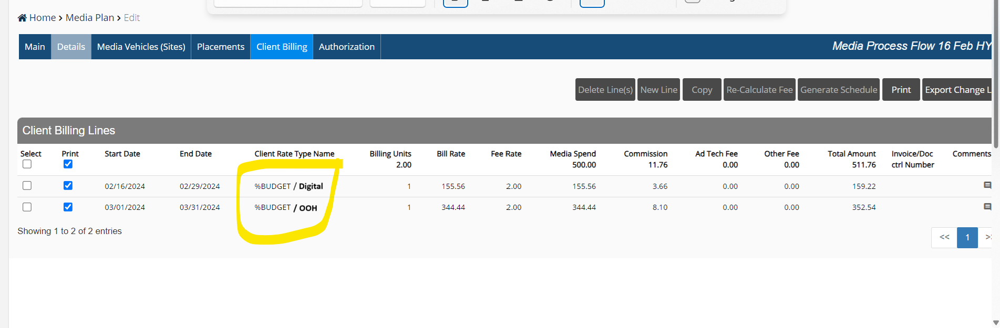 Home > Media Plan > Edit
Main Details Media Vehicles (Sites) Placements Client Billing Authorization Media Process Flow 16 Feb HY
Delete Line(s) New Line Copy Re-Calculate Fee Generate Schedule Print Export Change L
Client Billing Lines
Select Print Start Date End Date Client Rate Type Name Billing Units Bill Rate Fee Rate Media Spend Commission Ad Tech Fee Other Fee Total Amount Invoice/Doc Comments
2.00 500.00 11.76 0.00 0.00 511.76 ctrl Number
02/16/2024 02/29/2024 %BUDGET / Digital 1 155.56 2.00 155.56 3.66 0.00 0.00 159.22
03/01/2024 03/31/2024 %BUDGET / OOH 1 344.44 2.00 344.44 8.10 0.00 0.00 352.54
Showing 1 to 2 of 2 entries
<< 1 >